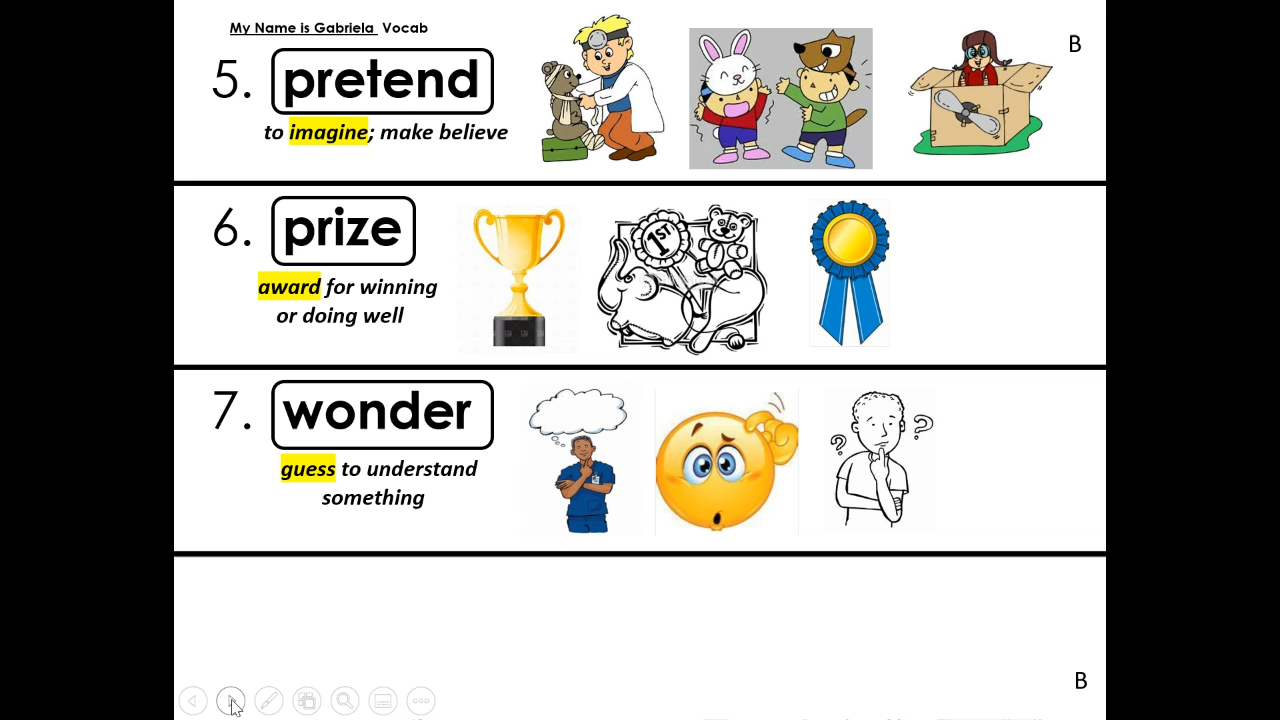 My Name is Gabriela Vocab
B
5. pretend
to imagine; make believe
6. prize
award for winning
or doing well
1ST
7. wonder
guess to understand
something
? ?
B